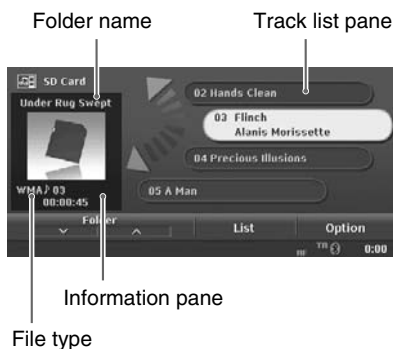 Folder name
Track list pane
SD Card
Under Rug Swept
02 Hands Clean
03 Flinch
Alanis Morissette
04 Precious Illusions
WMA♪ 03
00:00:45
05 A Man
Folder
List
Option
TR
0:00
Information pane
File type